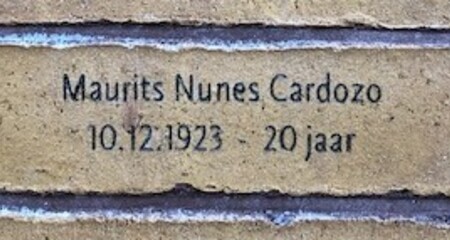 Maurits Nunes Cardozo
10.12.1923 - 20 jaar